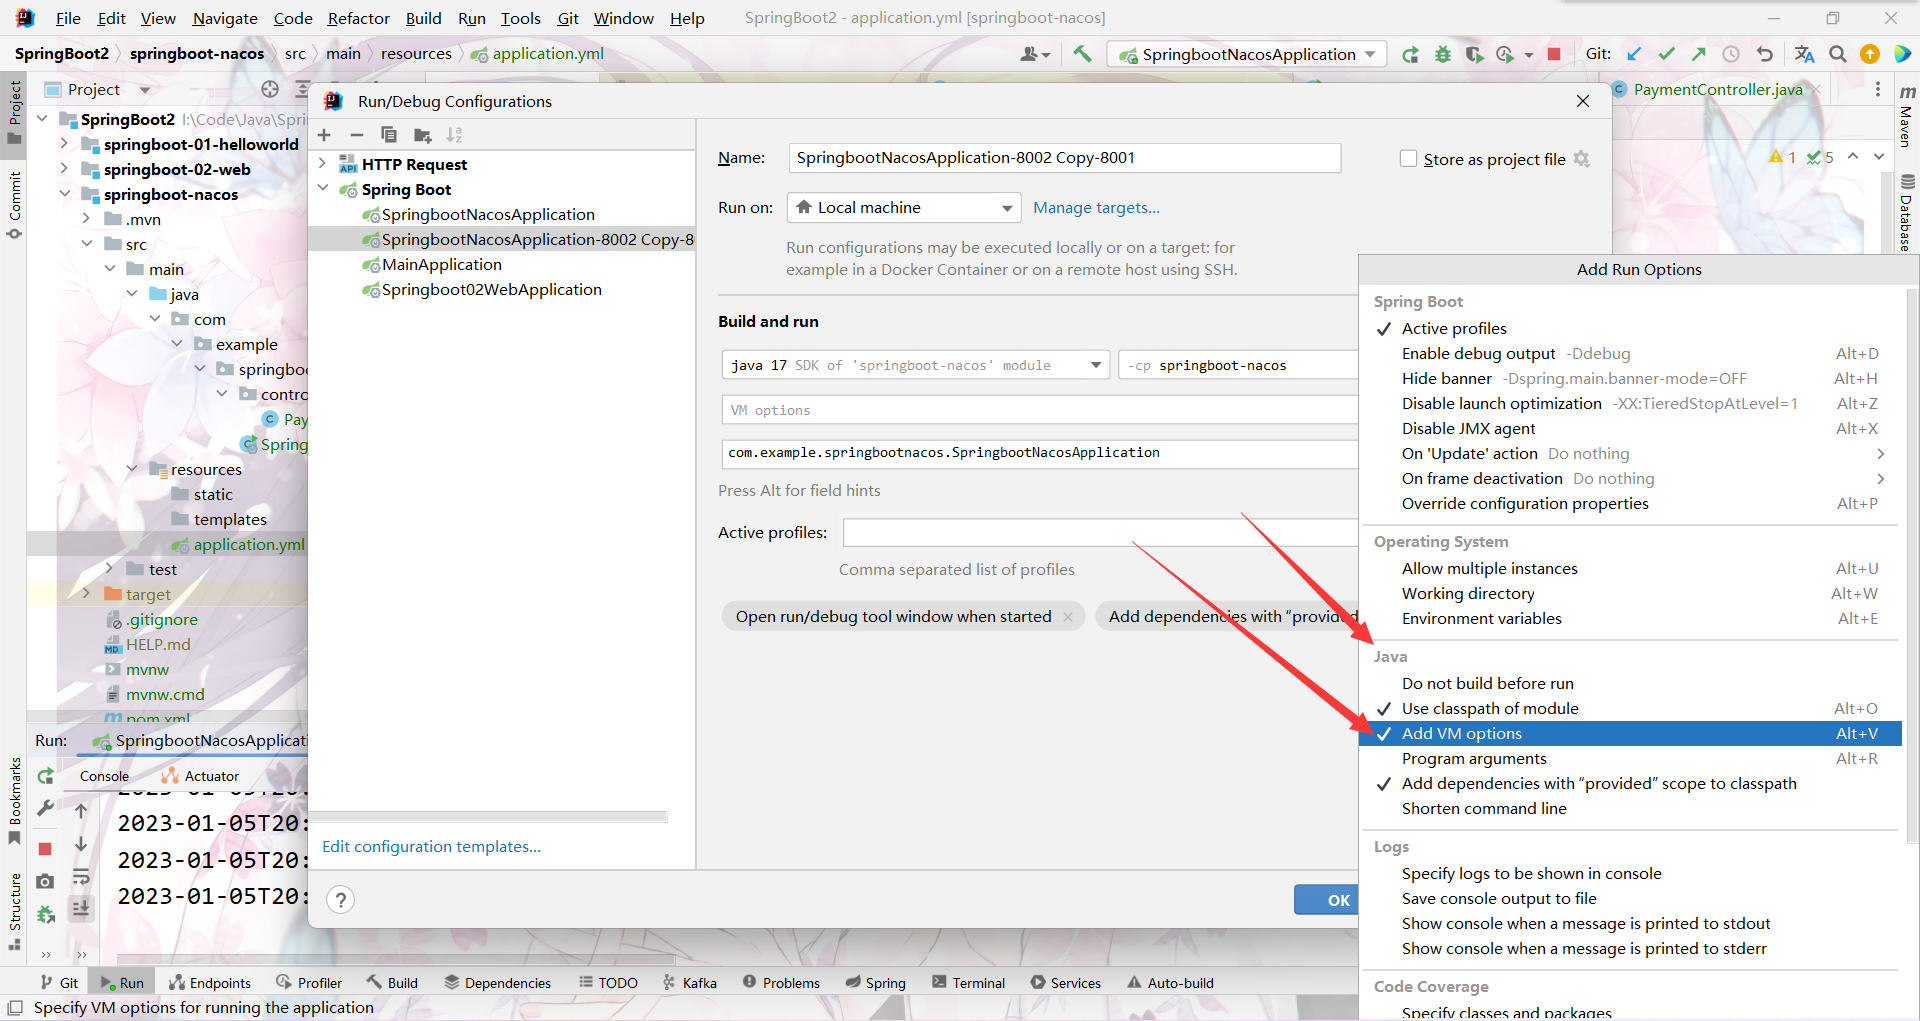 File Edit View Navigate Code Refactor Build Run Tools Git Window Help SpringBoot2 - application.yml [springboot-nacos]
SpringBoot2 springboot-nacos src main resources application.yml SpringbootNacosApplication Git:
Project
PaymentController.java
Project
Commit
Bookmarks
Structure
Maven
Database
1 5
SpringBoot2 I:\Code\Java\Spri
springboot-01-helloworld
springboot-02-web
springboot-nacos
.mvn
src
main
java
com
example
springboo
contro
Pay
Spring
resources
static
templates
application.yml
test
target
.gitignore
HELP.md
mvnw
mvnw.cmd
pom.xml
Run: SpringbootNacosApplicati
Console Actuator
2023-01-05T20:
2023-01-05T20:
2023-01-05T20:
2023-01-05T20:
Run/Debug Configurations
HTTP Request
Spring Boot
SpringbootNacosApplication
SpringbootNacosApplication-8002 Copy-8
MainApplication
Springboot02WebApplication
Edit configuration templates...
?
Name: SpringbootNacosApplication-8002 Copy-8001
Store as project file
Run on: Local machine Manage targets...
Run configurations may be executed locally or on a target: for
example in a Docker Container or on a remote host using SSH.
Build and run
java 17 SDK of 'springboot-nacos' module -cp springboot-nacos
VM options
com.example.springbootnacos.SpringbootNacosApplication
Press Alt for field hints
Active profiles:
Comma separated list of profiles
Open run/debug tool window when started Add dependencies with “provided
OK
Add Run Options
Spring Boot
Active profiles
Enable debug output -Ddebug Alt+D
Hide banner -Dspring.main.banner-mode=OFF Alt+H
Disable launch optimization -XX:TieredStopAtLevel=1 Alt+Z
Disable JMX agent Alt+X
On 'Update' action Do nothing
On frame deactivation Do nothing
Override configuration properties Alt+P
Operating System
Allow multiple instances Alt+U
Working directory Alt+W
Environment variables Alt+E
Java
Do not build before run
Use classpath of module Alt+O
Add VM options Alt+V
Program arguments Alt+R
Add dependencies with “provided” scope to classpath
Shorten command line
Logs
Specify logs to be shown in console
Save console output to file
Show console when a message is printed to stdout
Show console when a message is printed to stderr
Code Coverage
Specify classes and packages
Git Run Endpoints Profiler Build Dependencies TODO Kafka Problems Spring Terminal Services Auto-build
Specify VM options for running the application